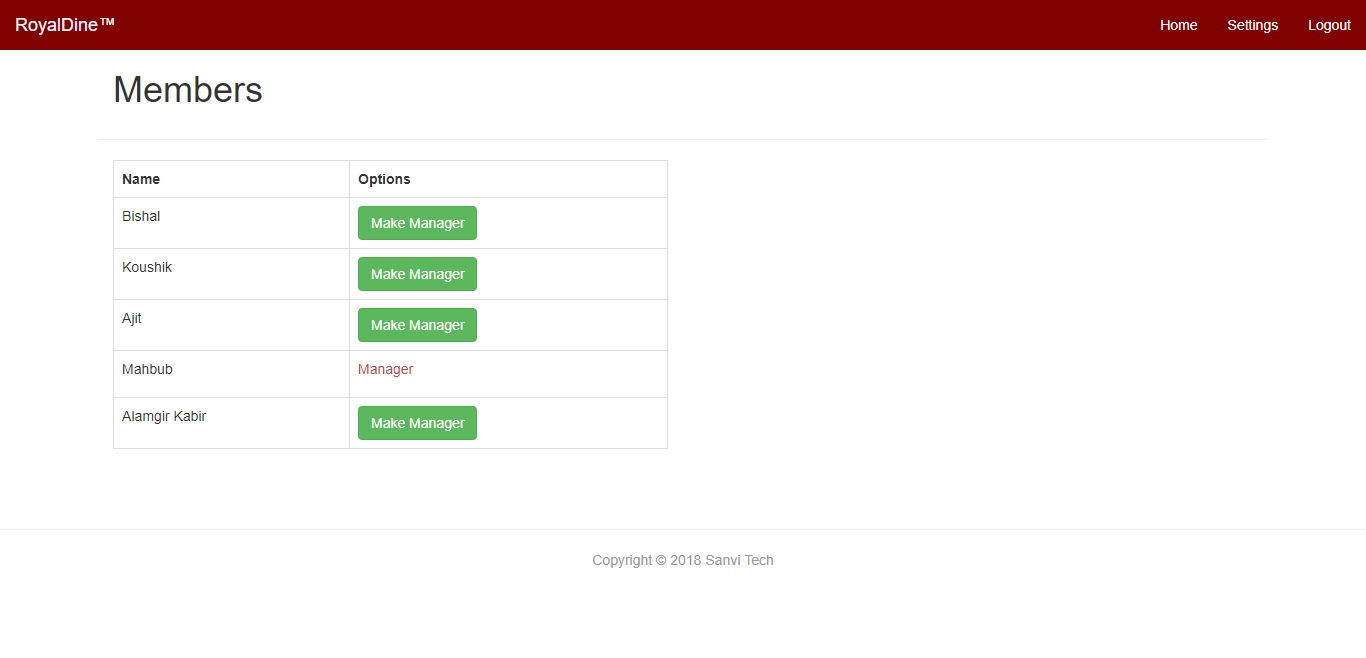 RoyalDine™ Home Settings Logout
Members
Name Options
Bishal Make Manager
Koushik Make Manager
Ajit Make Manager
Mahbub Manager
Alamgir Kabir Make Manager
Copyright © 2018 Sanvi Tech